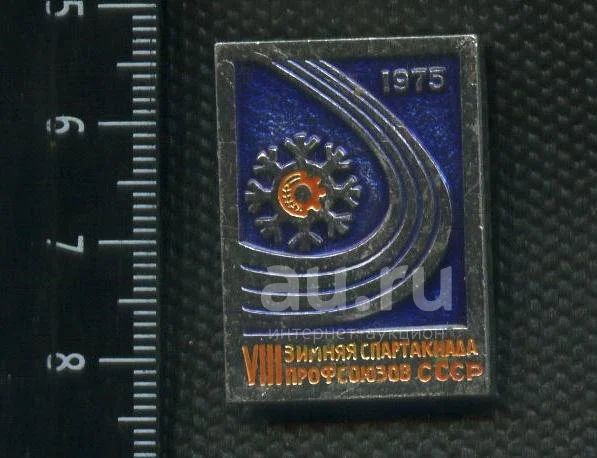 5
6
7
8
1975
au.ru
интернет-аукцион
VIII ЗИМНЯЯ СПАРТАКИАДА
ПРОФСОЮЗОВ СССР